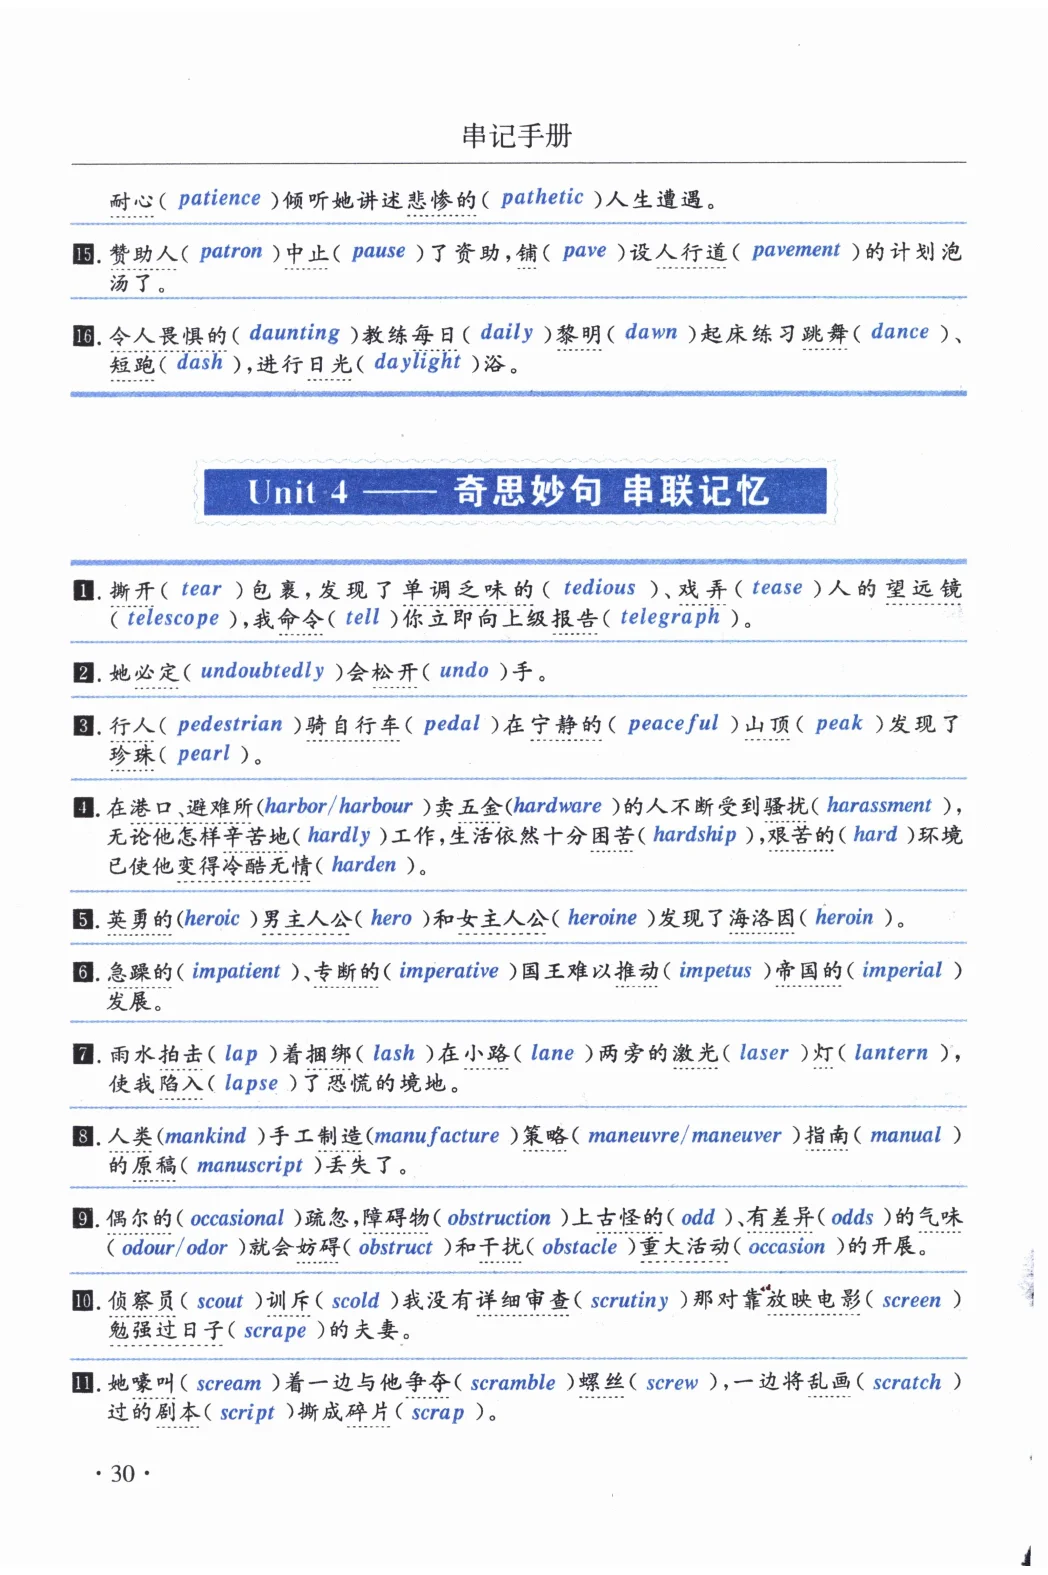 串记手册
耐心( patience )倾听她讲述悲惨的( pathetic )人生遭遇。
15. 赞助人( patron )中止( pause )了资助,铺( pave )设人行道( pavement )的计划泡
汤了。
16. 令人畏惧的( daunting )教练每日( daily )黎明( dawn )起床练习跳舞( dance )、
短跑( dash ),进行日光( daylight )浴。
Unit 4 —— 奇思妙句 串联记忆
1. 撕开( tear )包裹,发现了单调乏味的( tedious )、戏弄( tease )人的望远镜
( telescope ),我命令( tell )你立即向上级报告( telegraph )。
2. 她必定( undoubtedly )会松开( undo )手。
3. 行人( pedestrian )骑自行车( pedal )在宁静的( peaceful )山顶( peak )发现了
珍珠( pearl )。
4. 在港口、避难所(harbor/harbour )卖五金(hardware )的人不断受到骚扰( harassment ),
无论他怎样辛苦地( hardly )工作,生活依然十分困苦( hardship ),艰苦的( hard )环境
已使他变得冷酷无情( harden )。
5. 英勇的(heroic )男主人公( hero )和女主人公( heroine )发现了海洛因( heroin )。
6. 急躁的( impatient )、专断的( imperative )国王难以推动( impetus )帝国的( imperial )
发展。
7. 雨水拍击( lap )着捆绑( lash )在小路( lane )两旁的激光( laser )灯( lantern ),
使我陷入( lapse )了恐慌的境地。
8. 人类(mankind )手工制造(manufacture )策略( maneuvre/maneuver )指南( manual )
的原稿( manuscript )丢失了。
9. 偶尔的( occasional )疏忽,障碍物( obstruction )上古怪的( odd )、有差异( odds )的气味
( odour/odor )就会妨碍( obstruct )和干扰( obstacle )重大活动( occasion )的开展。
10. 侦察员( scout )训斥( scold )我没有详细审查( scrutiny )那对靠放映电影( screen )
勉强过日子( scrape )的夫妻。
11. 她嚎叫( scream )着一边与他争夺( scramble )螺丝( screw ),一边将乱画( scratch )
过的剧本( script )撕成碎片( scrap )。
· 30 ·